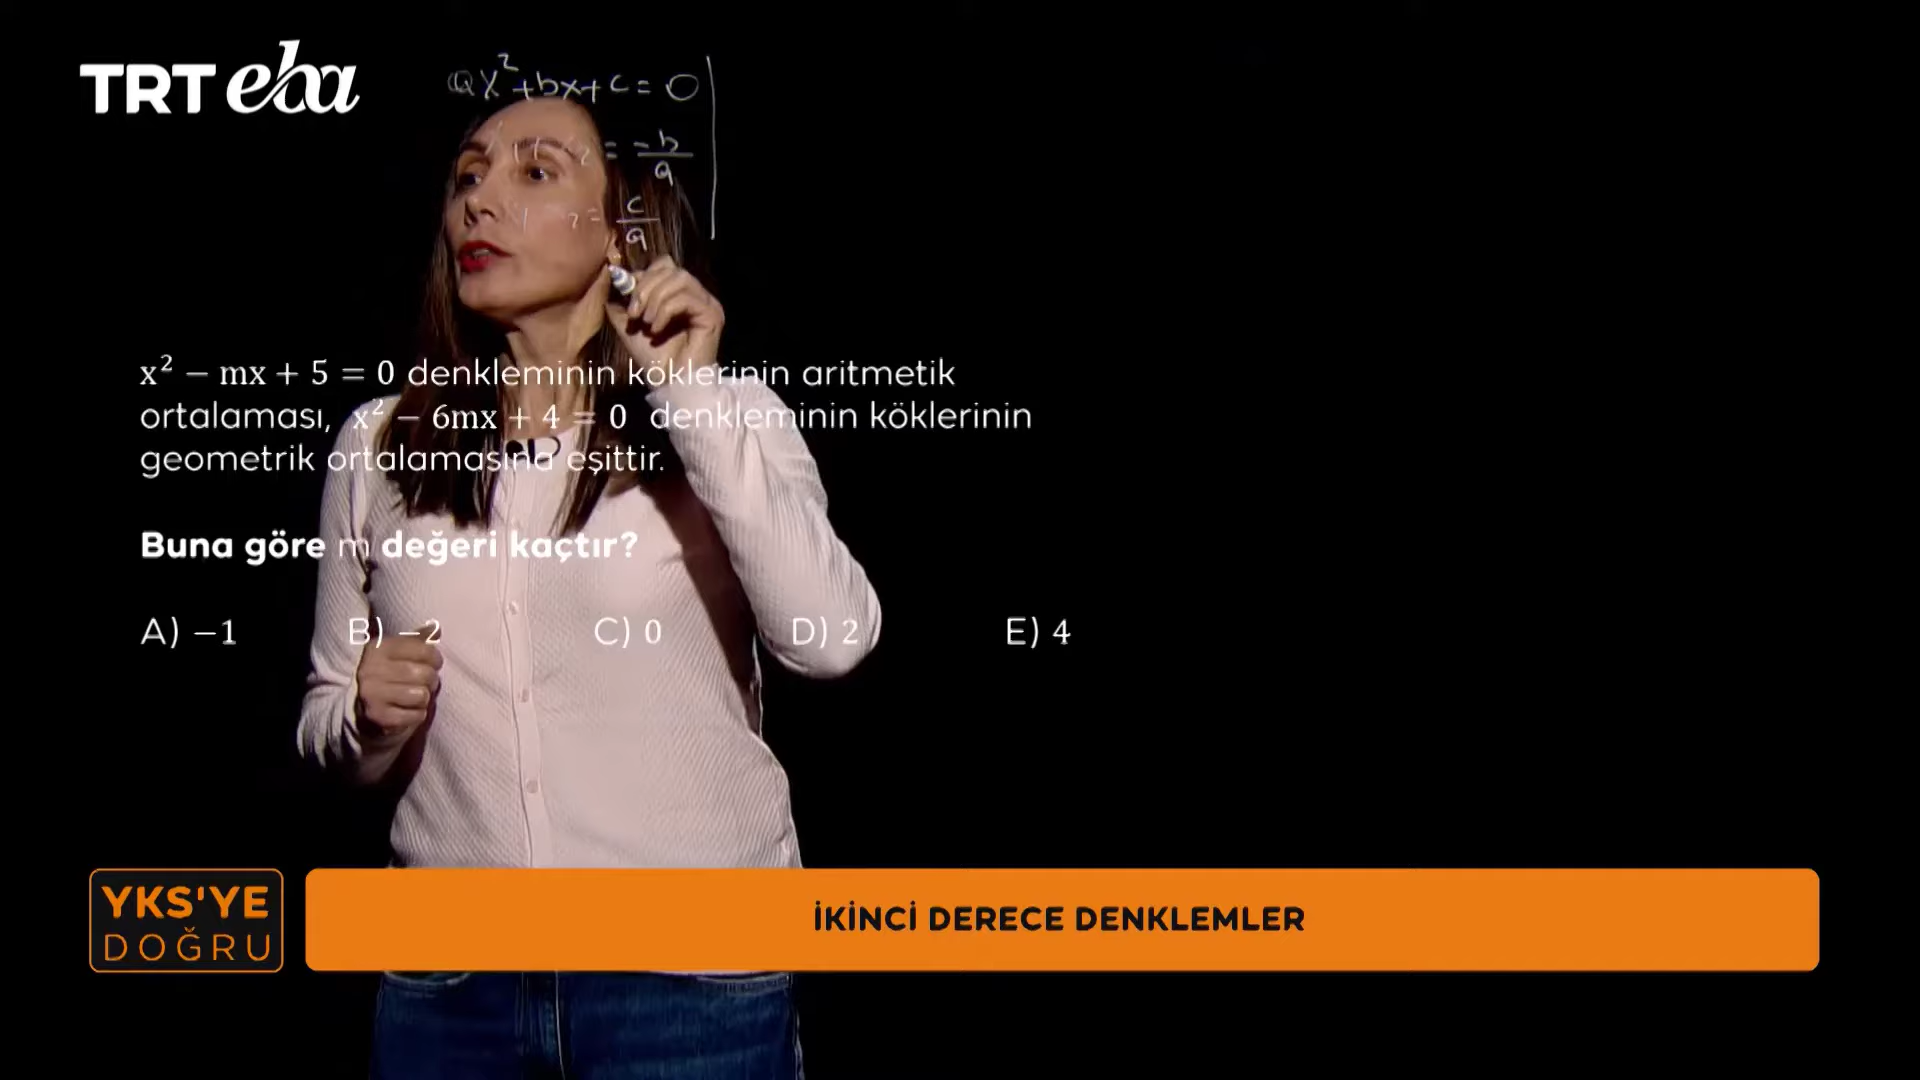 TRT eba
ax² + bx + c = 0
= -b/a
= c/a
x² − mx + 5 = 0 denkleminin köklerinin aritmetik
ortalaması, x² − 6mx + 4 = 0 denkleminin köklerinin
geometrik ortalamasına eşittir.
Buna göre m değeri kaçtır?
A) −1 B) −2 C) 0 D) 2 E) 4
YKS'YE
DOĞRU
İKİNCİ DERECE DENKLEMLER